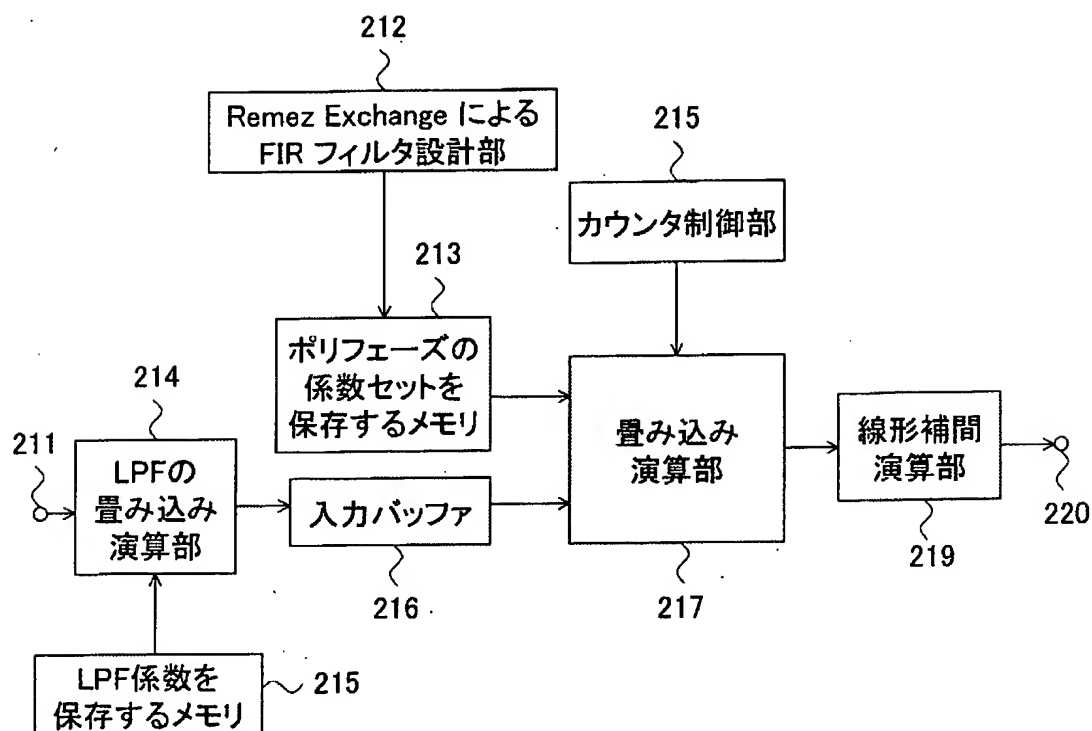 212
Remez Exchange による
FIR フィルタ設計部
215
カウンタ制御部
213
ポリフェーズの
係数セットを
保存するメモリ
214
211
LPFの
畳み込み
演算部
入力バッファ
216
畳み込み
演算部
217
線形補間
演算部
219
220
LPF係数を
保存するメモリ
215